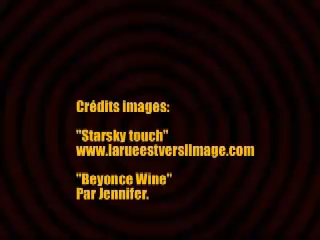 Crédits images:
"Starsky touch"
www.larueestverslimage.com
"Beyonce Wine"
Par Jennifer.